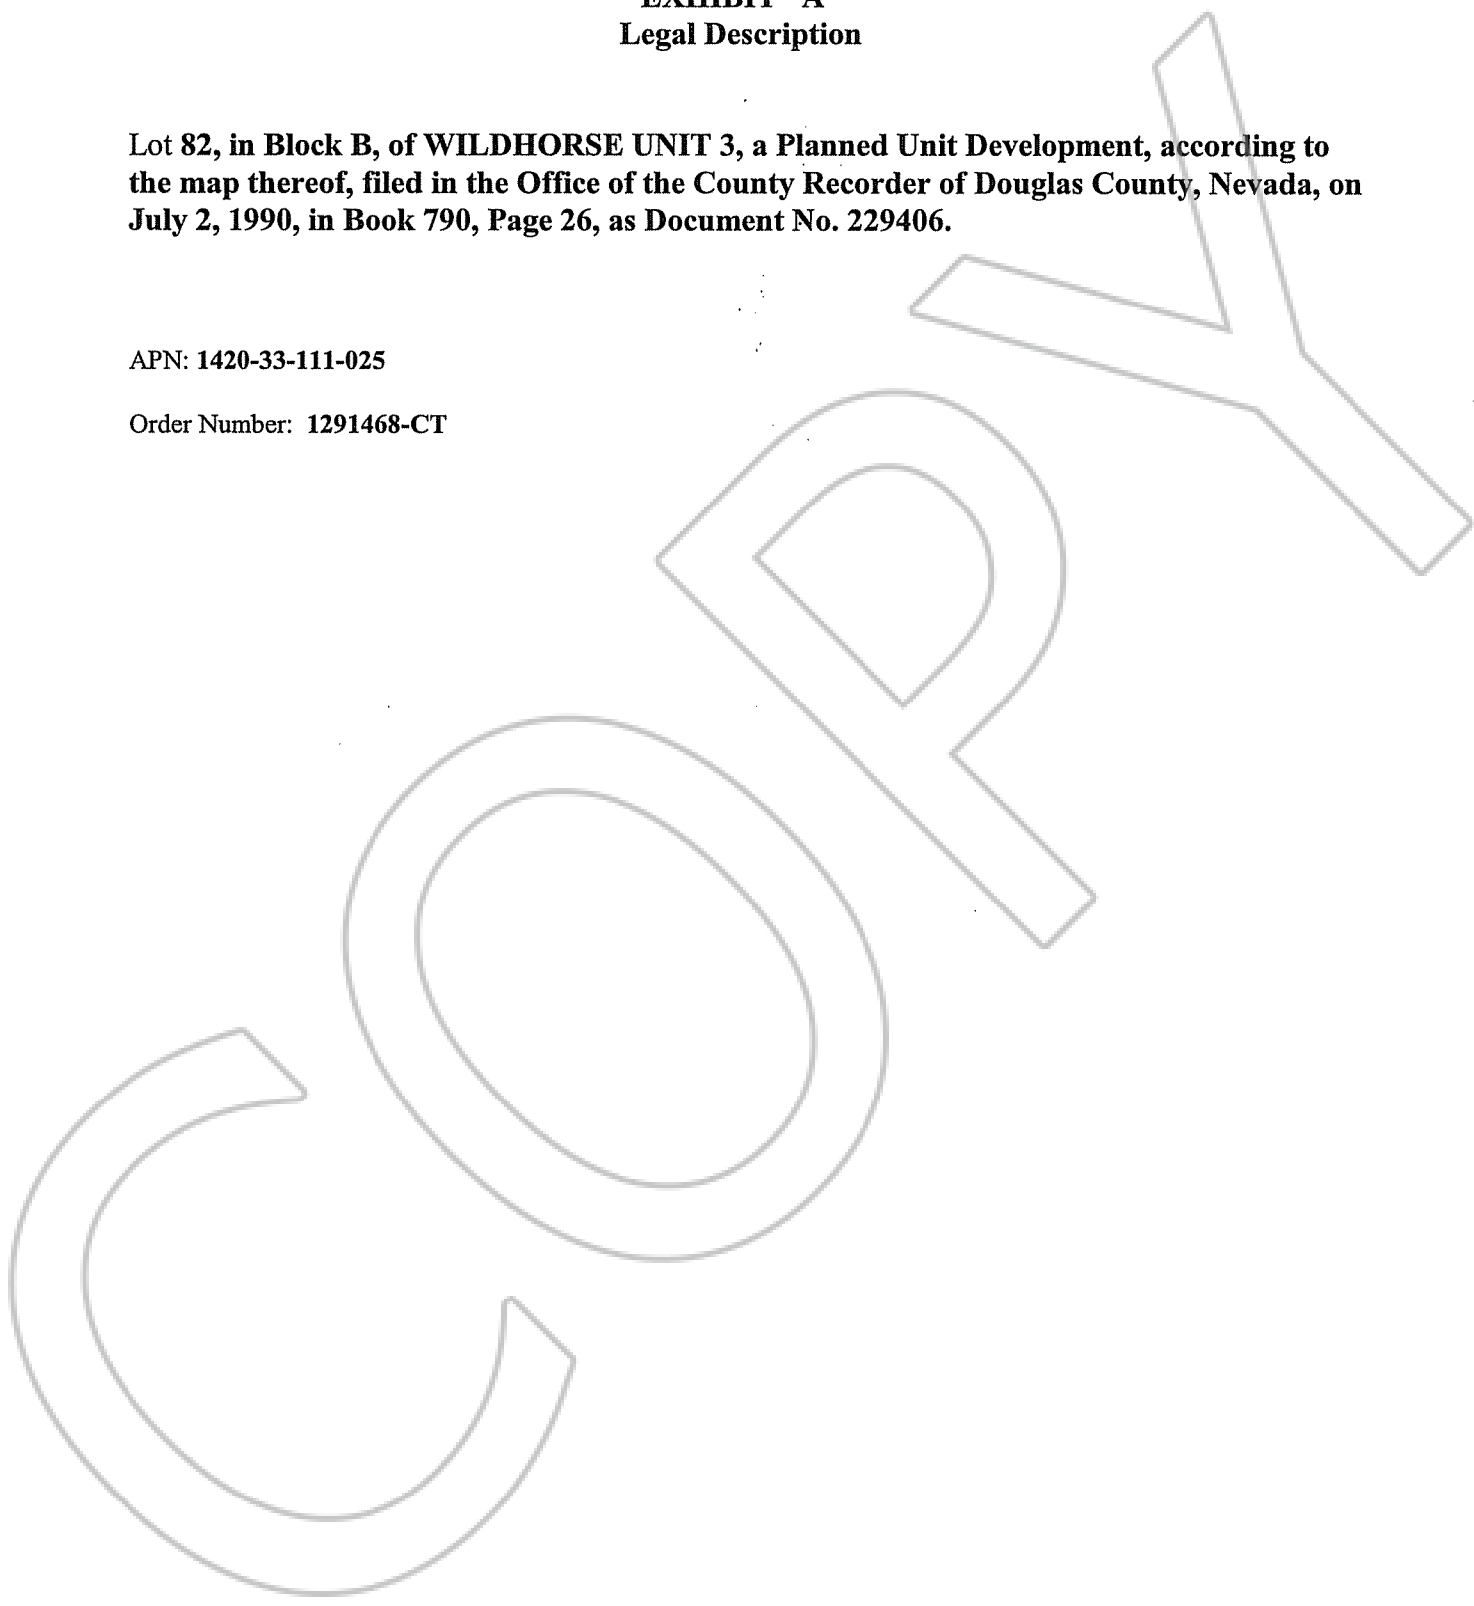 EXHIBIT "A"
Legal Description
Lot 82, in Block B, of WILDHORSE UNIT 3, a Planned Unit Development, according to
the map thereof, filed in the Office of the County Recorder of Douglas County, Nevada, on
July 2, 1990, in Book 790, Page 26, as Document No. 229406.
APN: 1420-33-111-025
Order Number: 1291468-CT
COPY